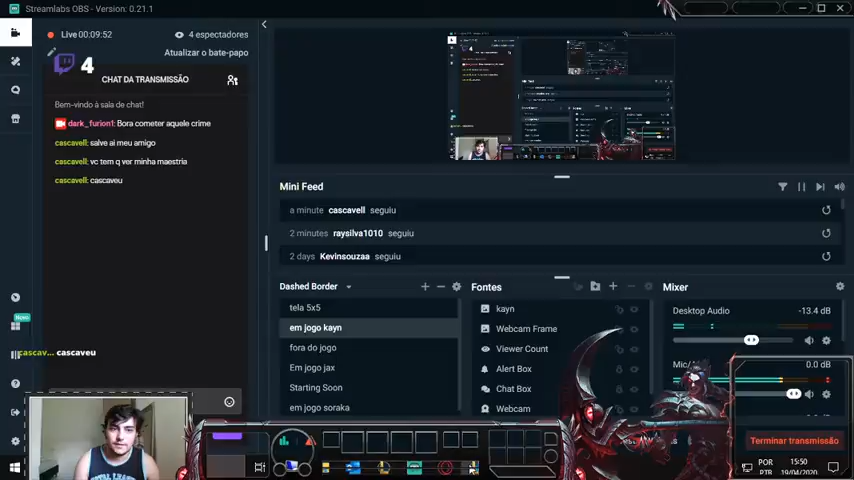 Streamlabs OBS - Version: 0.21.1
Live 00:09:52
4 espectadores
Atualizar o bate-papo
4
CHAT DA TRANSMISSÃO
Bem-vindo à sala de chat!
dark_furion1: Bora cometer aquele crime
cascavell: salve ai meu amigo
cascavell: vc tem q ver minha maestria
cascavell: cascaveu
Novo
cascav... cascaveu
Mini Feed
a minute cascavell seguiu
2 minutes raysilva1010 seguiu
2 days Kevinsouzaa seguiu
Dashed Border
tela 5x5
em jogo kayn
fora do jogo
Em jogo jax
Starting Soon
em jogo soraka
Fontes
kayn
Webcam Frame
Viewer Count
Alert Box
Chat Box
Webcam
Mixer
Desktop Audio -13.4 dB
0.0 dB
Terminar transmissão
POR
PTB
15:50
19/04/2020